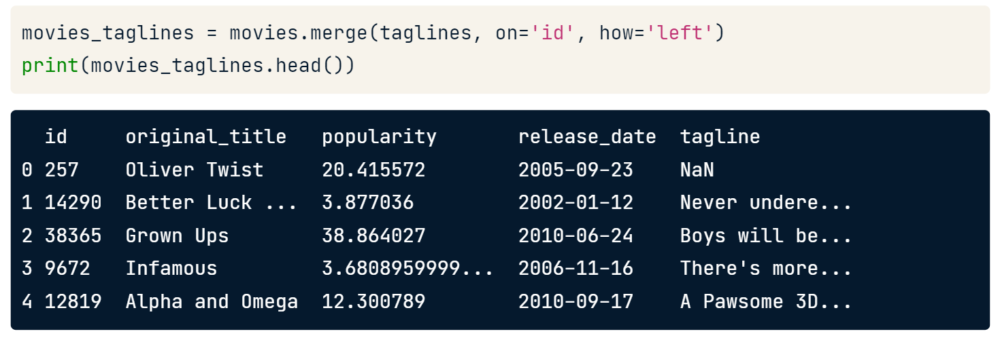 movies_taglines = movies.merge(taglines, on='id', how='left')
print(movies_taglines.head())
id original_title popularity release_date tagline
0 257 Oliver Twist 20.415572 2005-09-23 NaN
1 14290 Better Luck ... 3.877036 2002-01-12 Never undere...
2 38365 Grown Ups 38.864027 2010-06-24 Boys will be...
3 9672 Infamous 3.6808959999... 2006-11-16 There's more...
4 12819 Alpha and Omega 12.300789 2010-09-17 A Pawsome 3D...